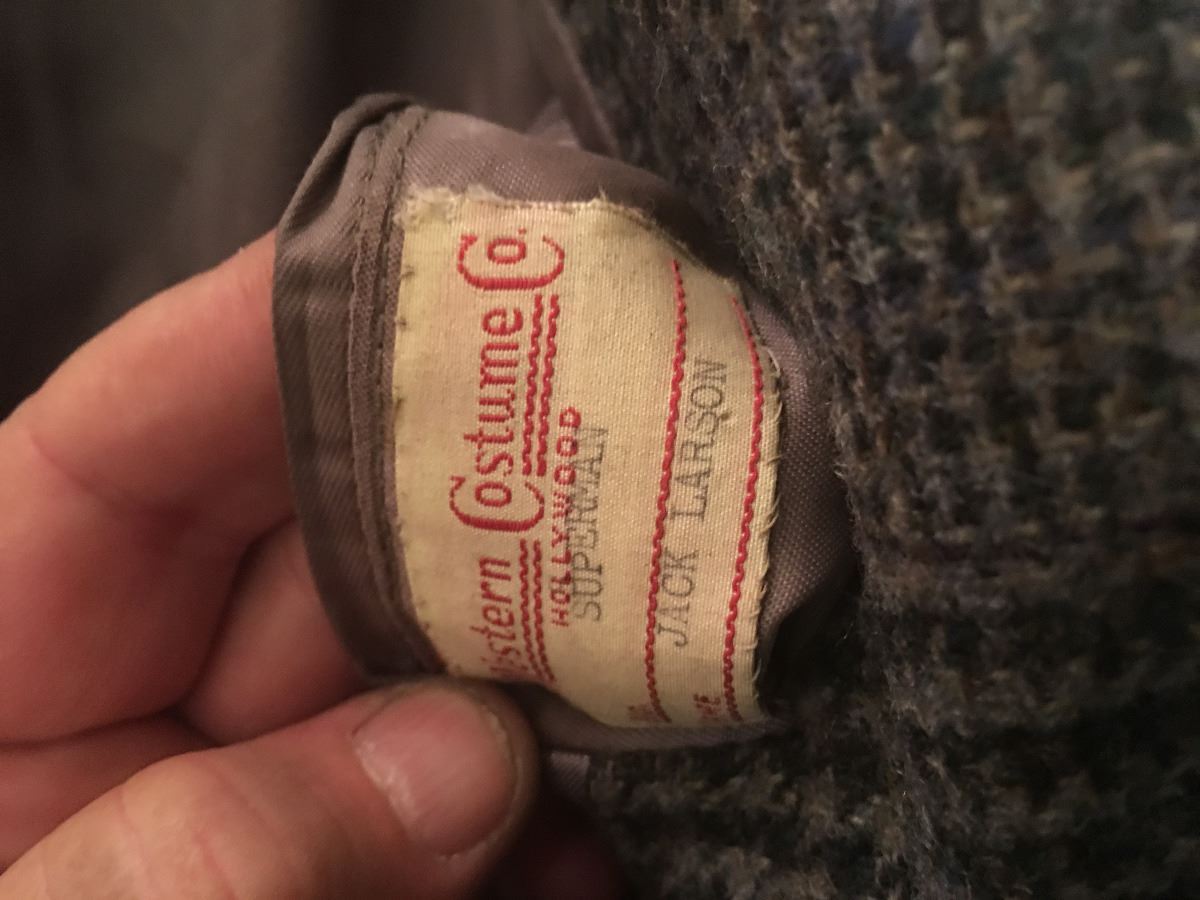 Western Costume Co.
HOLLYWOOD
SUPERMAN
JACK LARSON